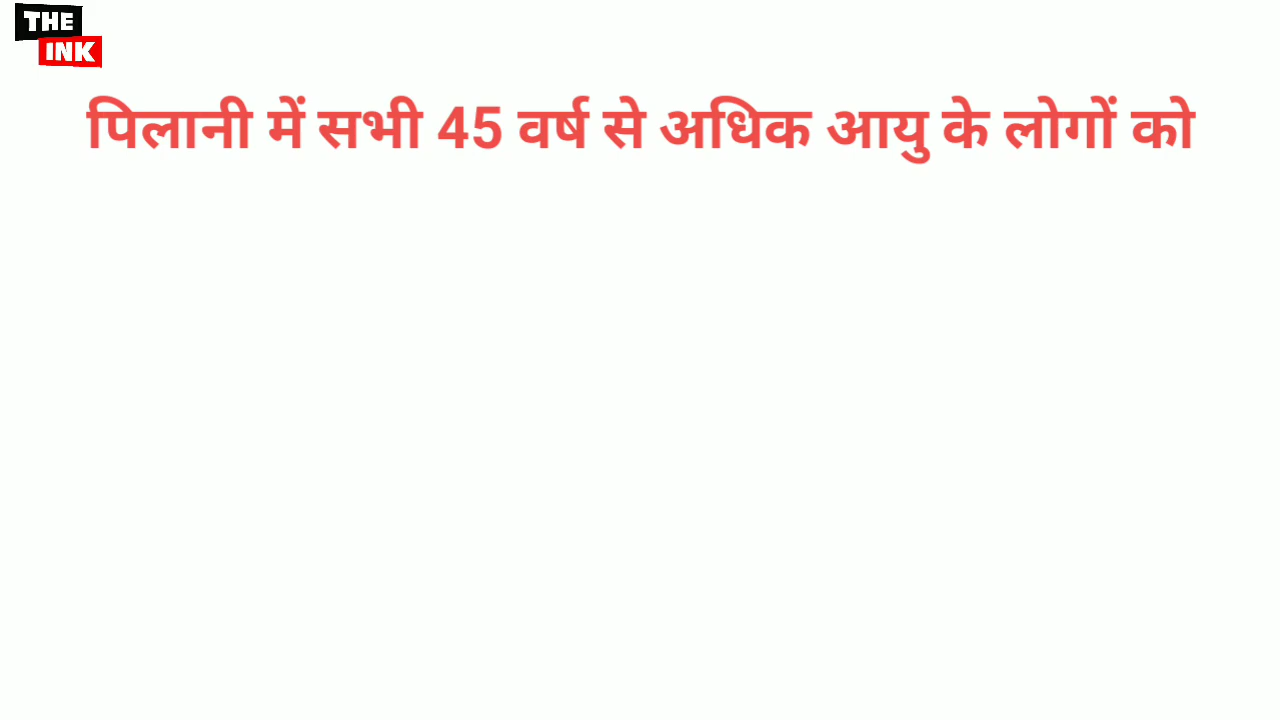 THE
INK
पिलानी में सभी 45 वर्ष से अधिक आयु के लोगों को